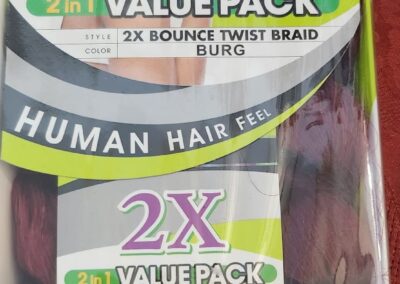 2 in 1 VALUE PACK
STYLE 2X BOUNCE TWIST BRAID
COLOR BURG
HUMAN HAIR FEEL
2X
2 in 1 VALUE PACK